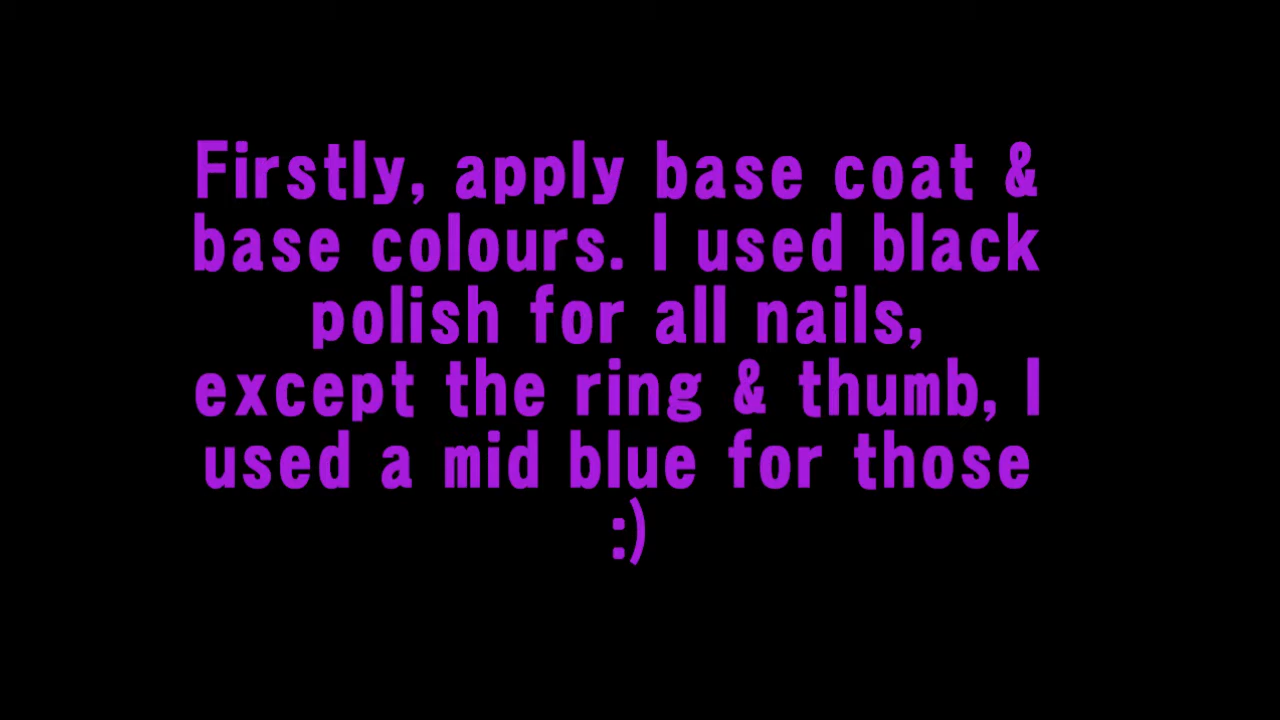 Firstly, apply base coat &
base colours. I used black
polish for all nails,
except the ring & thumb, I
used a mid blue for those
:)